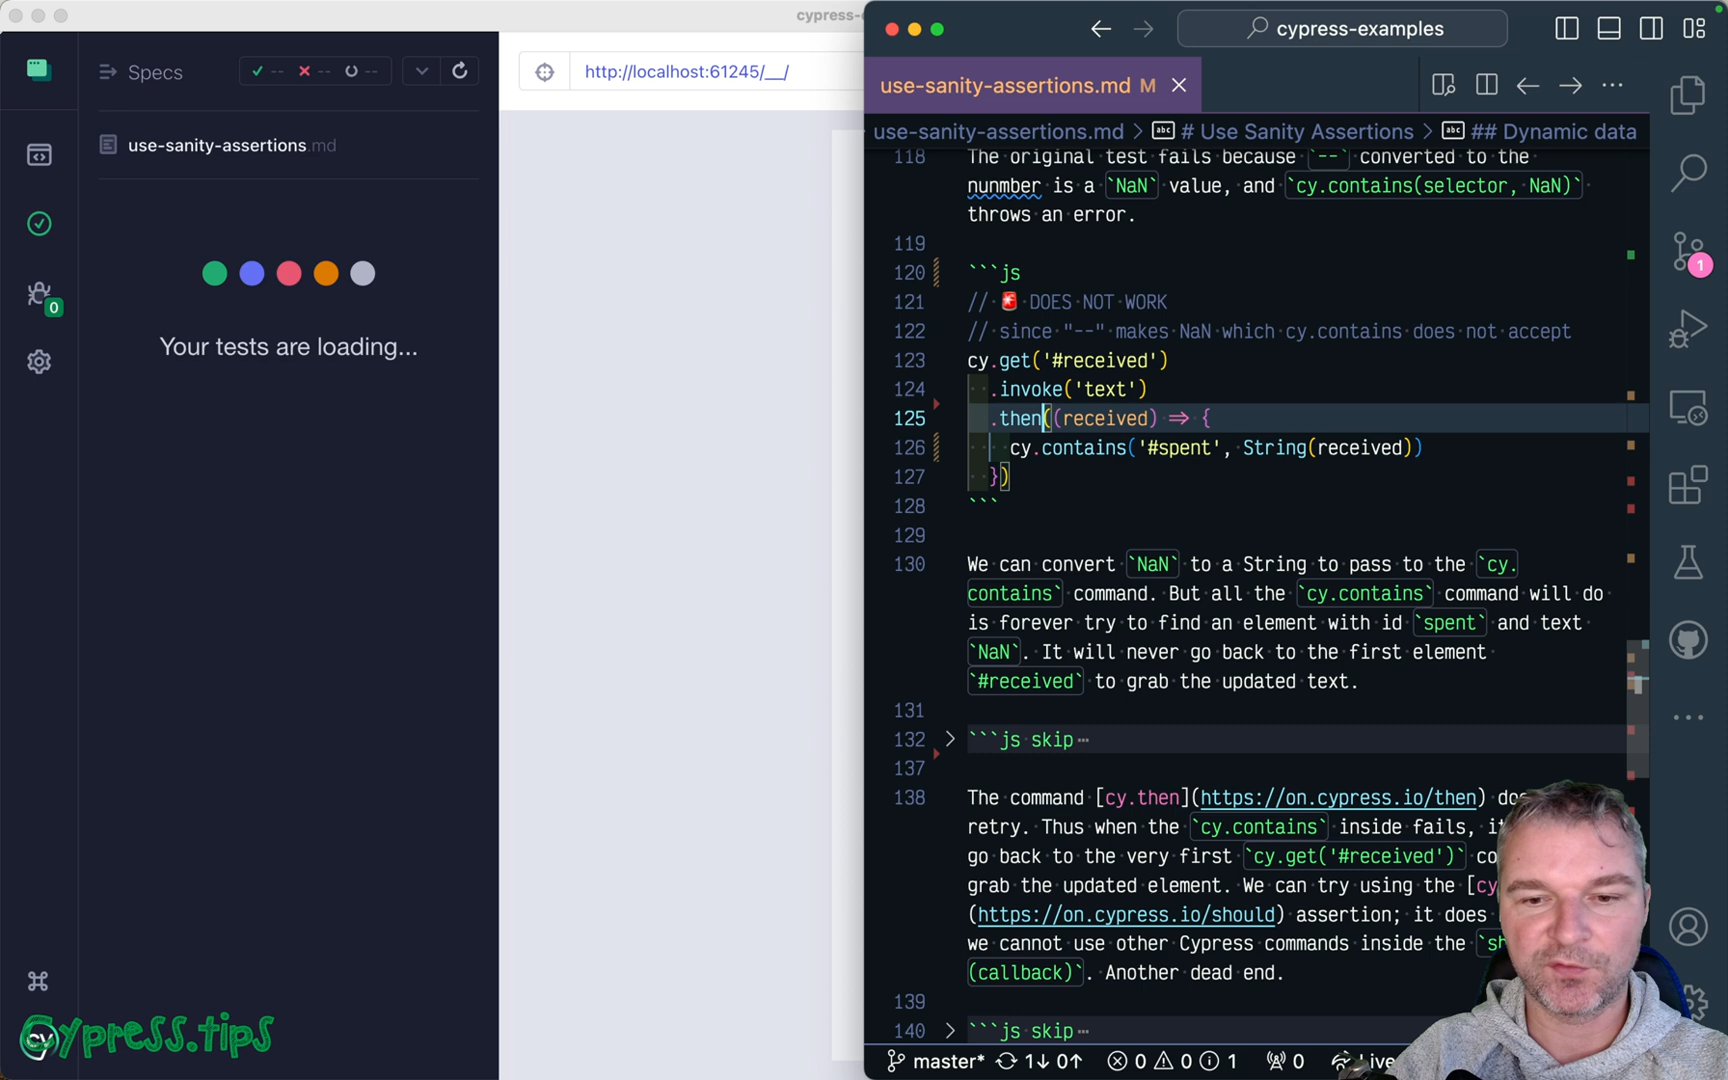 cypress-
cypress-examples
Specs
-- -- --
http://localhost:61245/__/
use-sanity-assertions.md M
use-sanity-assertions.md > # Use Sanity Assertions > ## Dynamic data
use-sanity-assertions.md
0
Your tests are loading...
118 The original test fails because `--` converted to the
nunmber is a `NaN` value, and `cy.contains(selector, NaN)`
throws an error.
119
120 ```js
121 // 🚨 DOES NOT WORK
122 // since "--" makes NaN which cy.contains does not accept
123 cy.get('#received')
124 .invoke('text')
125 .then((received) => {
126 cy.contains('#spent', String(received))
127 })
128 ```
129
130 We can convert `NaN` to a String to pass to the `cy.
contains` command. But all the `cy.contains` command will do
is forever try to find an element with id `spent` and text
`NaN`. It will never go back to the first element
`#received` to grab the updated text.
131
132 ```js skip
137
138 The command [cy.then](https://on.cypress.io/then)
retry. Thus when the `cy.contains` inside fails,
go back to the very first `cy.get('#received')`
grab the updated element. We can try using the [cy
(https://on.cypress.io/should) assertion; it does
we cannot use other Cypress commands inside the
(callback)`. Another dead end.
139
140 ```js skip
1
cy
Cypress.tips
master* 1↓ 0↑ 0 0 1 0 Live